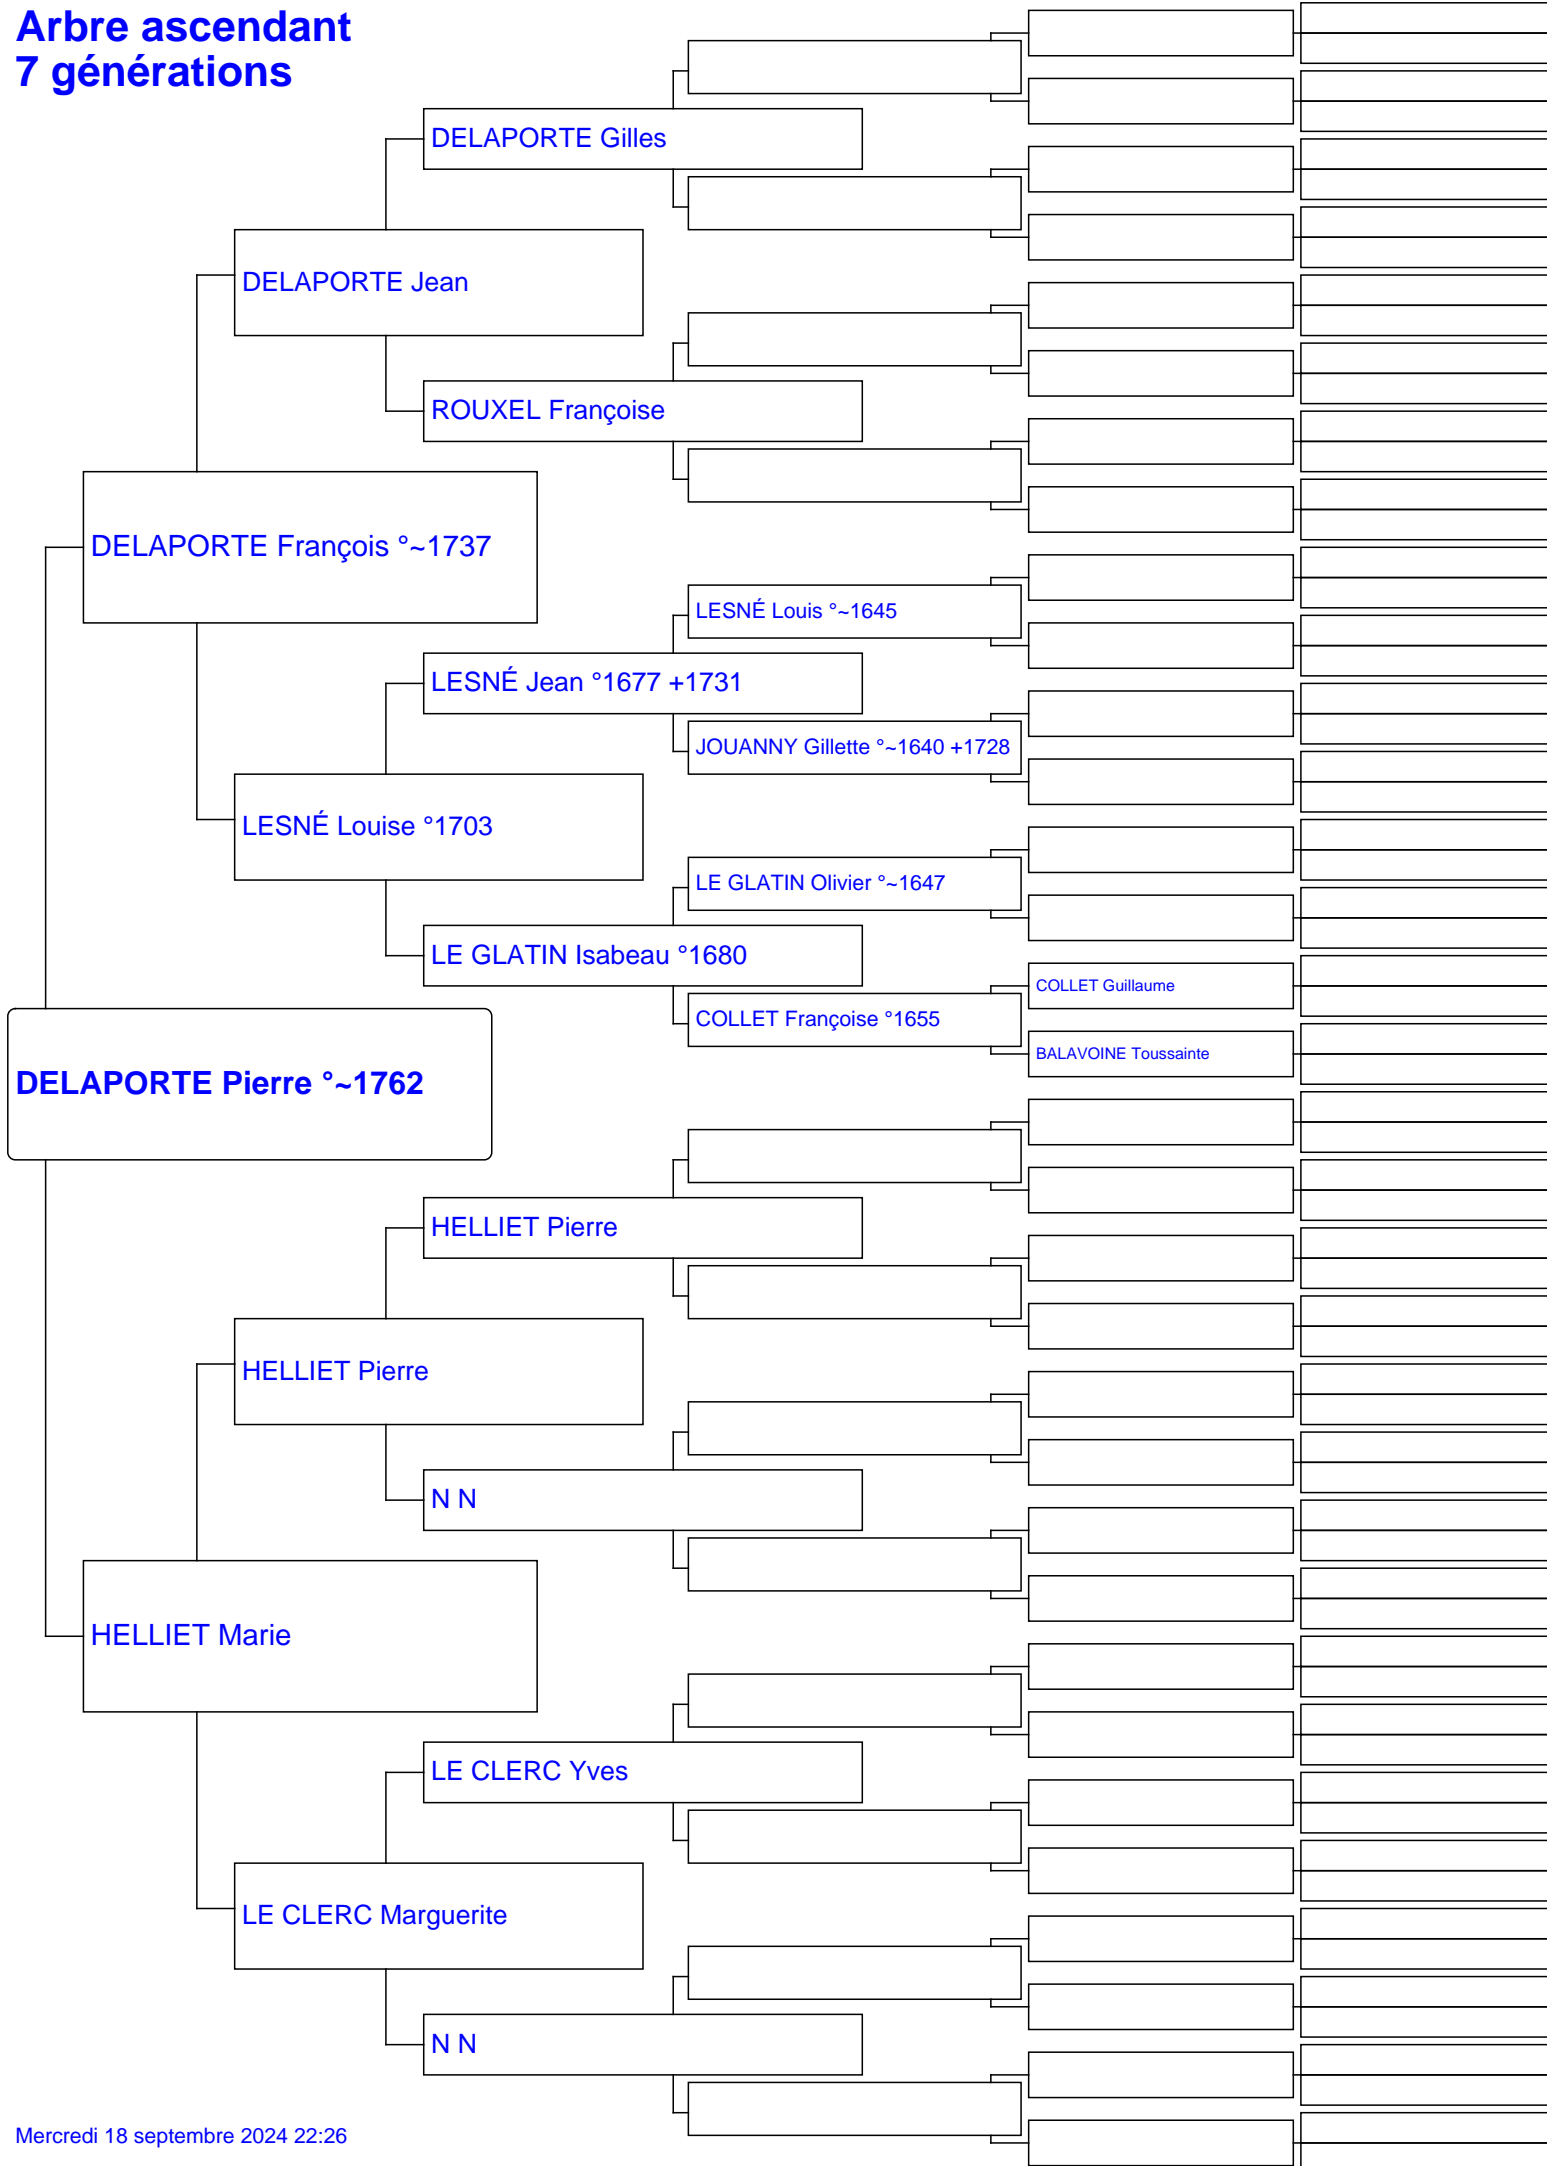 Arbre ascendant
7 générations
DELAPORTE Gilles
DELAPORTE Jean
ROUXEL Françoise
DELAPORTE François °~1737
LESNÉ Louis °~1645
LESNÉ Jean °1677 +1731
JOUANNY Gillette °~1640 +1728
LESNÉ Louise °1703
LE GLATIN Olivier °~1647
LE GLATIN Isabeau °1680
COLLET Guillaume
COLLET Françoise °1655
BALAVOINE Toussainte
DELAPORTE Pierre °~1762
HELLIET Pierre
HELLIET Pierre
N N
HELLIET Marie
LE CLERC Yves
LE CLERC Marguerite
N N
Mercredi 18 septembre 2024 22:26